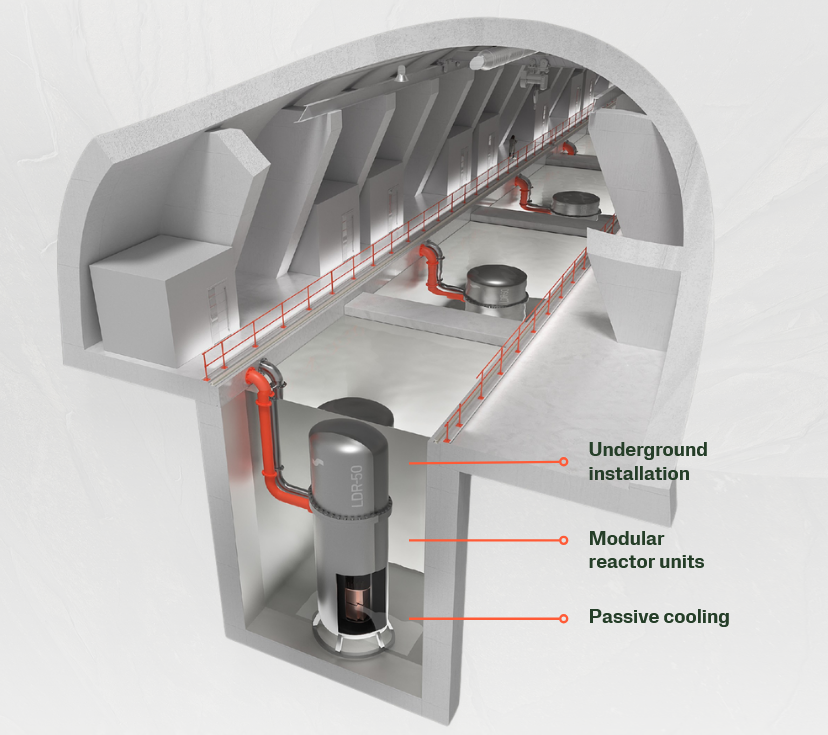 LDR-50
Underground
installation
Modular
reactor units
Passive cooling